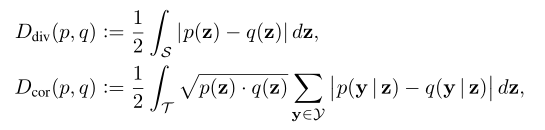 D_div(p, q) := 1/2 ∫_𝒮 |p(𝐳) − q(𝐳)| d𝐳,
D_cor(p, q) := 1/2 ∫_𝒯 √(p(𝐳) · q(𝐳)) ∑_{𝐲∈𝒴} |p(𝐲 | 𝐳) − q(𝐲 | 𝐳)| d𝐳,